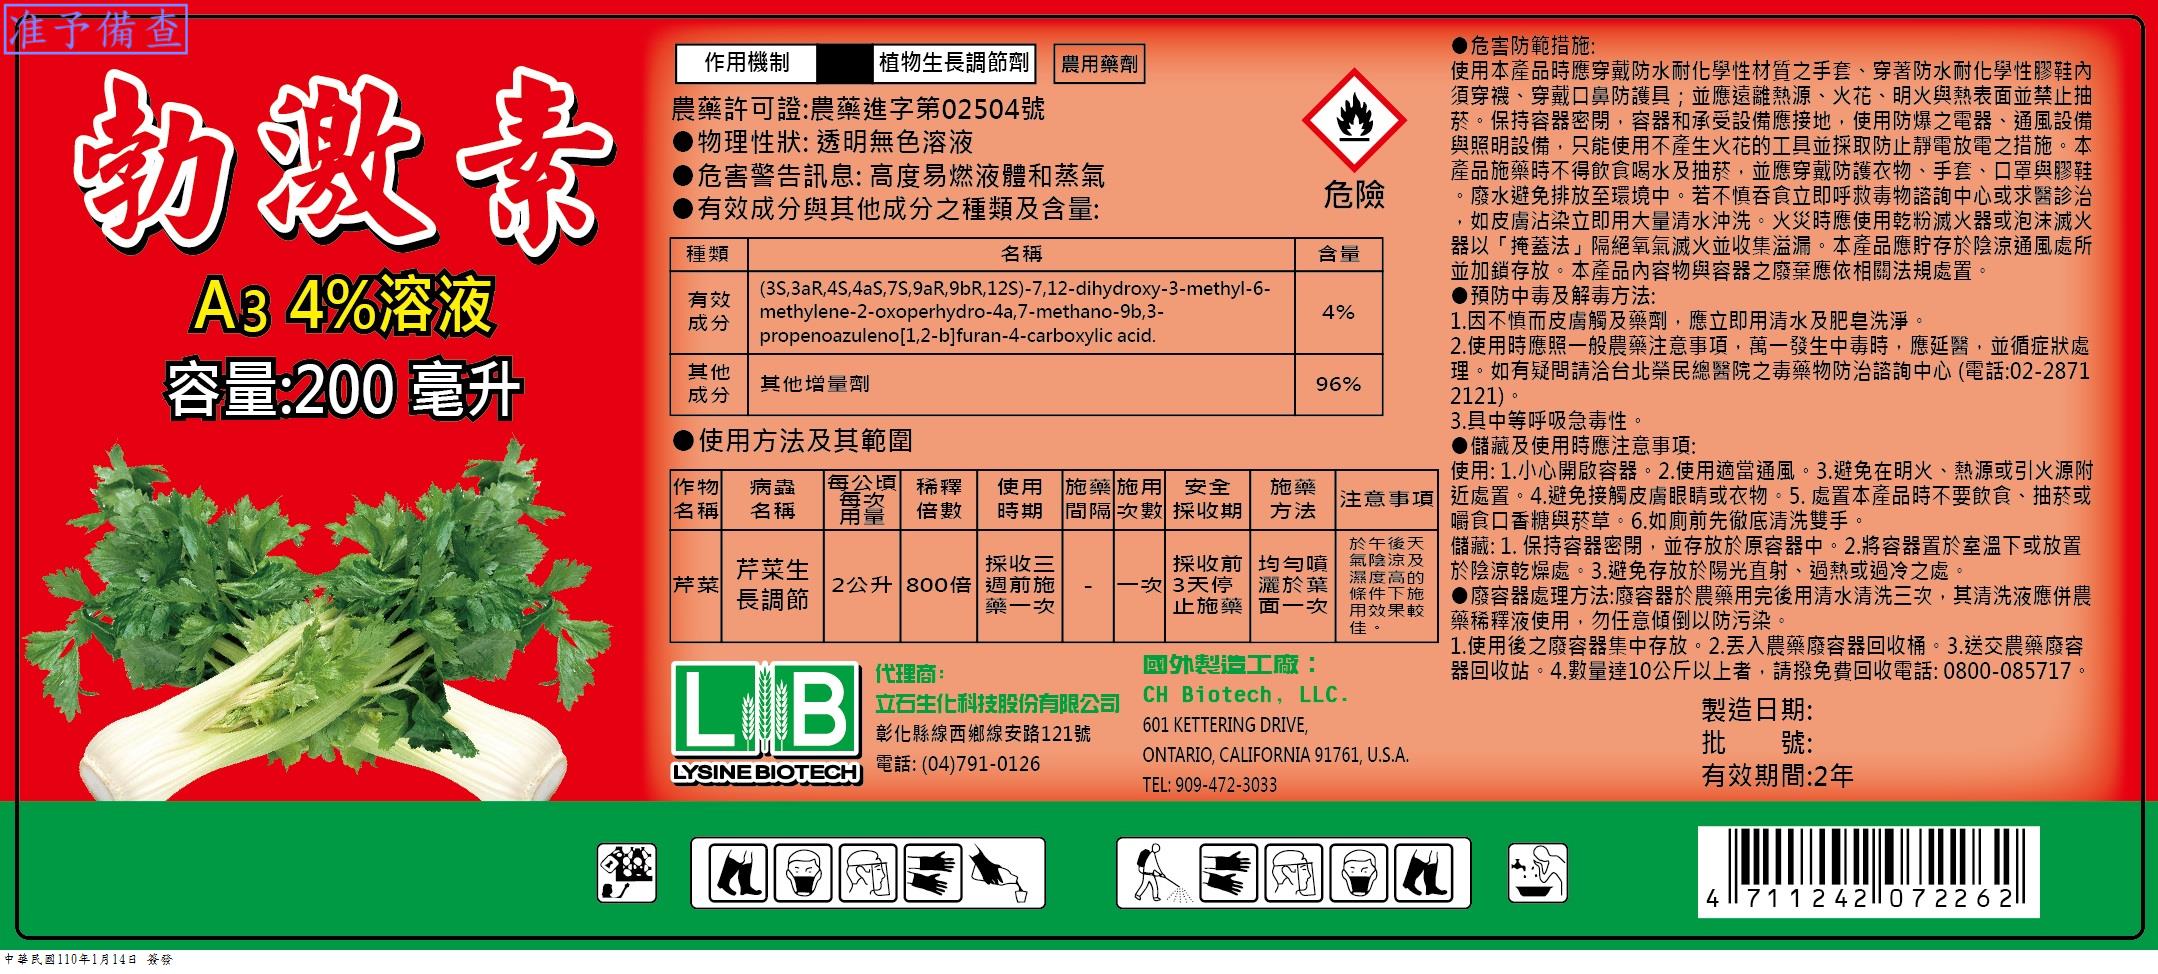 准予備查
勃激素
A3 4%溶液
容量:200 毫升
作用機制 植物生長調節劑 農用藥劑
農藥許可證:農藥進字第02504號
●物理性狀: 透明無色溶液
●危害警告訊息: 高度易燃液體和蒸氣
●有效成分與其他成分之種類及含量:
危險
種類 名稱 含量
有效成分 (3S,3aR,4S,4aS,7S,9aR,9bR,12S)-7,12-dihydroxy-3-methyl-6-
methylene-2-oxoperhydro-4a,7-methano-9b,3-
propenoazuleno[1,2-b]furan-4-carboxylic acid. 4%
其他成分 其他增量劑 96%
●使用方法及其範圍
作物名稱 病蟲名稱 每公頃每次用量 稀釋倍數 使用時期 施藥間隔 施用次數 安全採收期 施藥方法 注意事項
芹菜 芹菜生長調節 2公升 800倍 採收三週前施藥一次 - 一次 採收前3天停止施藥 均勻噴灑於葉面一次 於午後天氣陰涼及濕度高的條件下施用效果較佳。
LB
LYSINE BIOTECH
代理商:
立石生化科技股份有限公司
彰化縣線西鄉線安路121號
電話: (04)791-0126
國外製造工廠：
CH Biotech, LLC.
601 KETTERING DRIVE,
ONTARIO, CALIFORNIA 91761, U.S.A.
TEL: 909-472-3033
●危害防範措施:
使用本產品時應穿戴防水耐化學性材質之手套、穿著防水耐化學性膠鞋內
須穿襪、穿戴口鼻防護具；並應遠離熱源、火花、明火與熱表面並禁止抽
菸。保持容器密閉，容器和承受設備應接地，使用防爆之電器、通風設備
與照明設備，只能使用不產生火花的工具並採取防止靜電放電之措施。本
產品施藥時不得飲食喝水及抽菸，並應穿戴防護衣物、手套、口罩與膠鞋
。廢水避免排放至環境中。若不慎吞食立即呼救毒物諮詢中心或求醫診治
，如皮膚沾染立即用大量清水沖洗。火災時應使用乾粉滅火器或泡沫滅火
器以「掩蓋法」隔絕氧氣滅火並收集溢漏。本產品應貯存於陰涼通風處所
並加鎖存放。本產品內容物與容器之廢棄應依相關法規處置。
●預防中毒及解毒方法:
1.因不慎而皮膚觸及藥劑，應立即用清水及肥皂洗淨。
2.使用時應照一般農藥注意事項，萬一發生中毒時，應延醫，並循症狀處
理。如有疑問請洽台北榮民總醫院之毒藥物防治諮詢中心 (電話:02-2871
2121)。
3.具中等呼吸急毒性。
●儲藏及使用時應注意事項:
使用: 1.小心開啟容器。2.使用適當通風。3.避免在明火、熱源或引火源附
近處置。4.避免接觸皮膚眼睛或衣物。5. 處置本產品時不要飲食、抽菸或
嚼食口香糖與菸草。6.如廁前先徹底清洗雙手。
儲藏: 1. 保持容器密閉，並存放於原容器中。2.將容器置於室溫下或放置
於陰涼乾燥處。3.避免存放於陽光直射、過熱或過冷之處。
●廢容器處理方法:廢容器於農藥用完後用清水清洗三次，其清洗液應併農
藥稀釋液使用，勿任意傾倒以防污染。
1.使用後之廢容器集中存放。2.丟入農藥廢容器回收桶。3.送交農藥廢容
器回收站。4.數量達10公斤以上者，請撥免費回收電話: 0800-085717。
製造日期:
批　　號:
有效期間:2年
4 711242 072262
中華民國110年1月14日 簽發